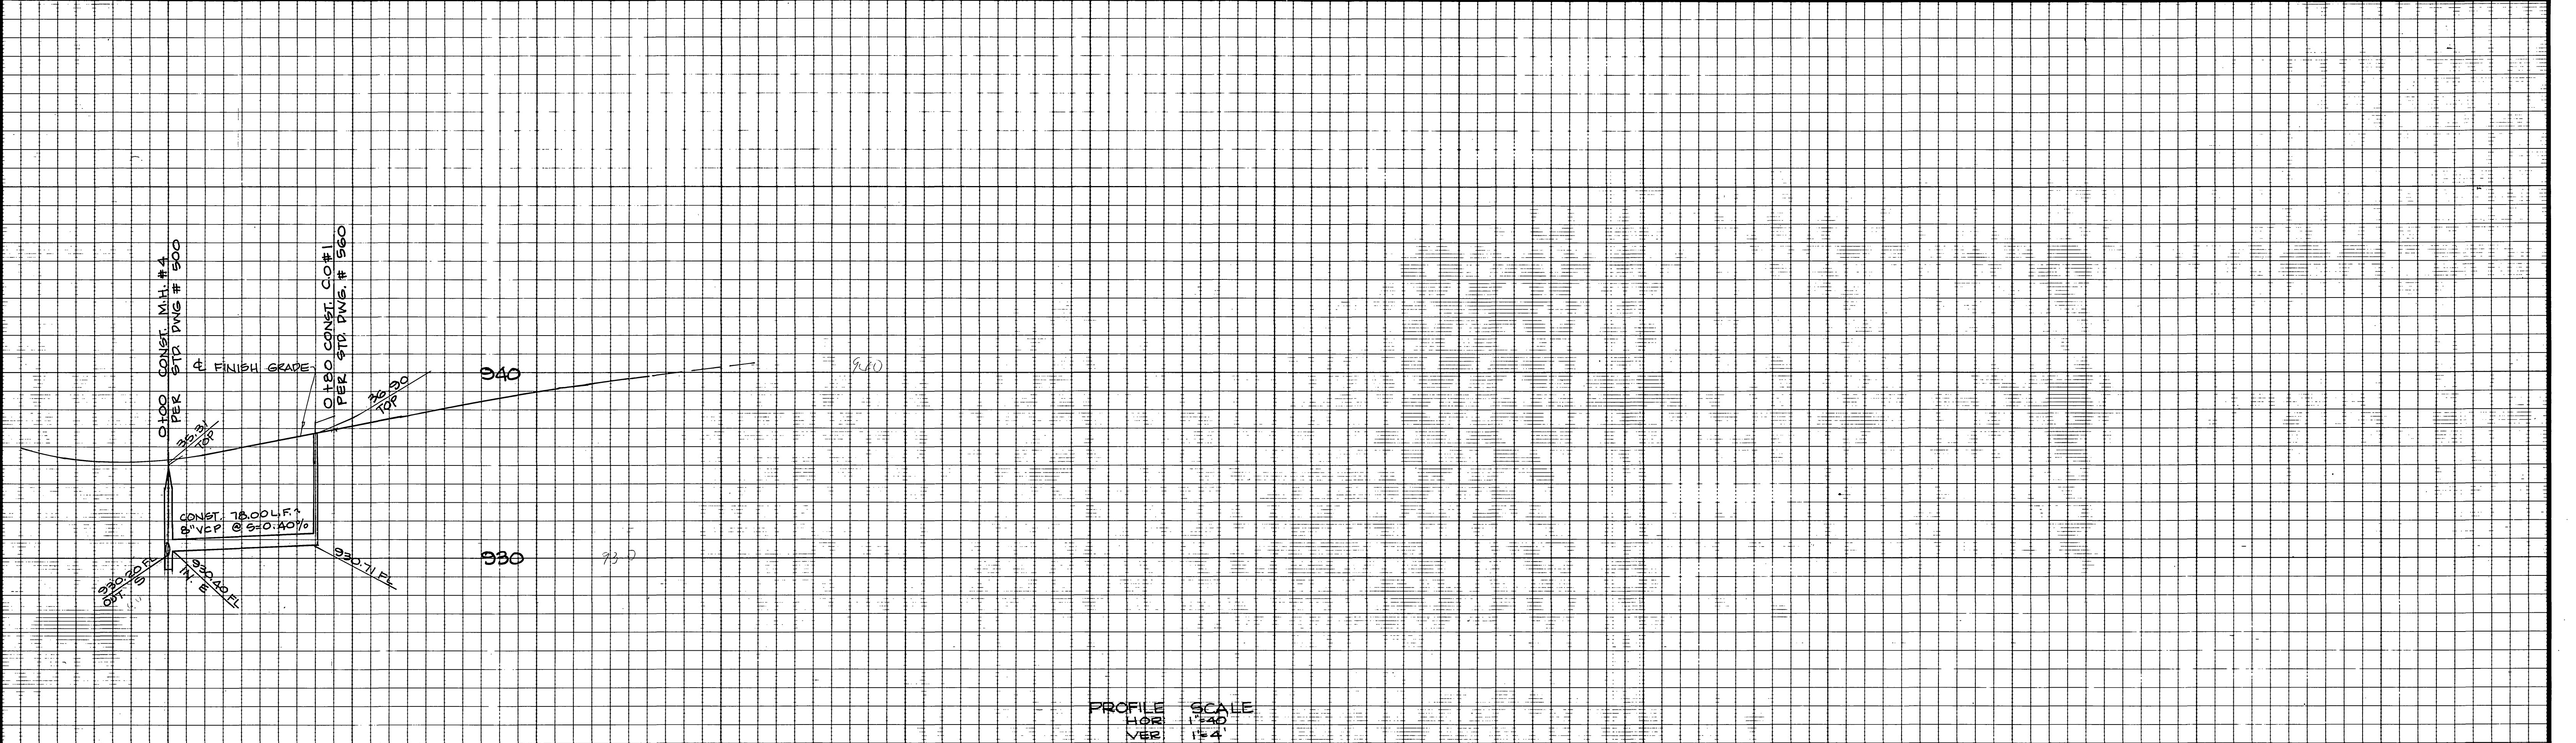 0+00 CONST. M.H. #4
PER STD. DWG # 500
℄ FINISH GRADE
0+80 CONST. C.O #1
PER STD. DWG. # 560
35.31
TOP
36.90
TOP
940
940
CONST. 78.00 L.F. ~
8" VCP @ S=0.40%
930.20 FL
OUT S
930.40 FL
IN. E
930.71 FL
930
930
PROFILE SCALE
HOR: 1"=40'
VER: 1"=4'